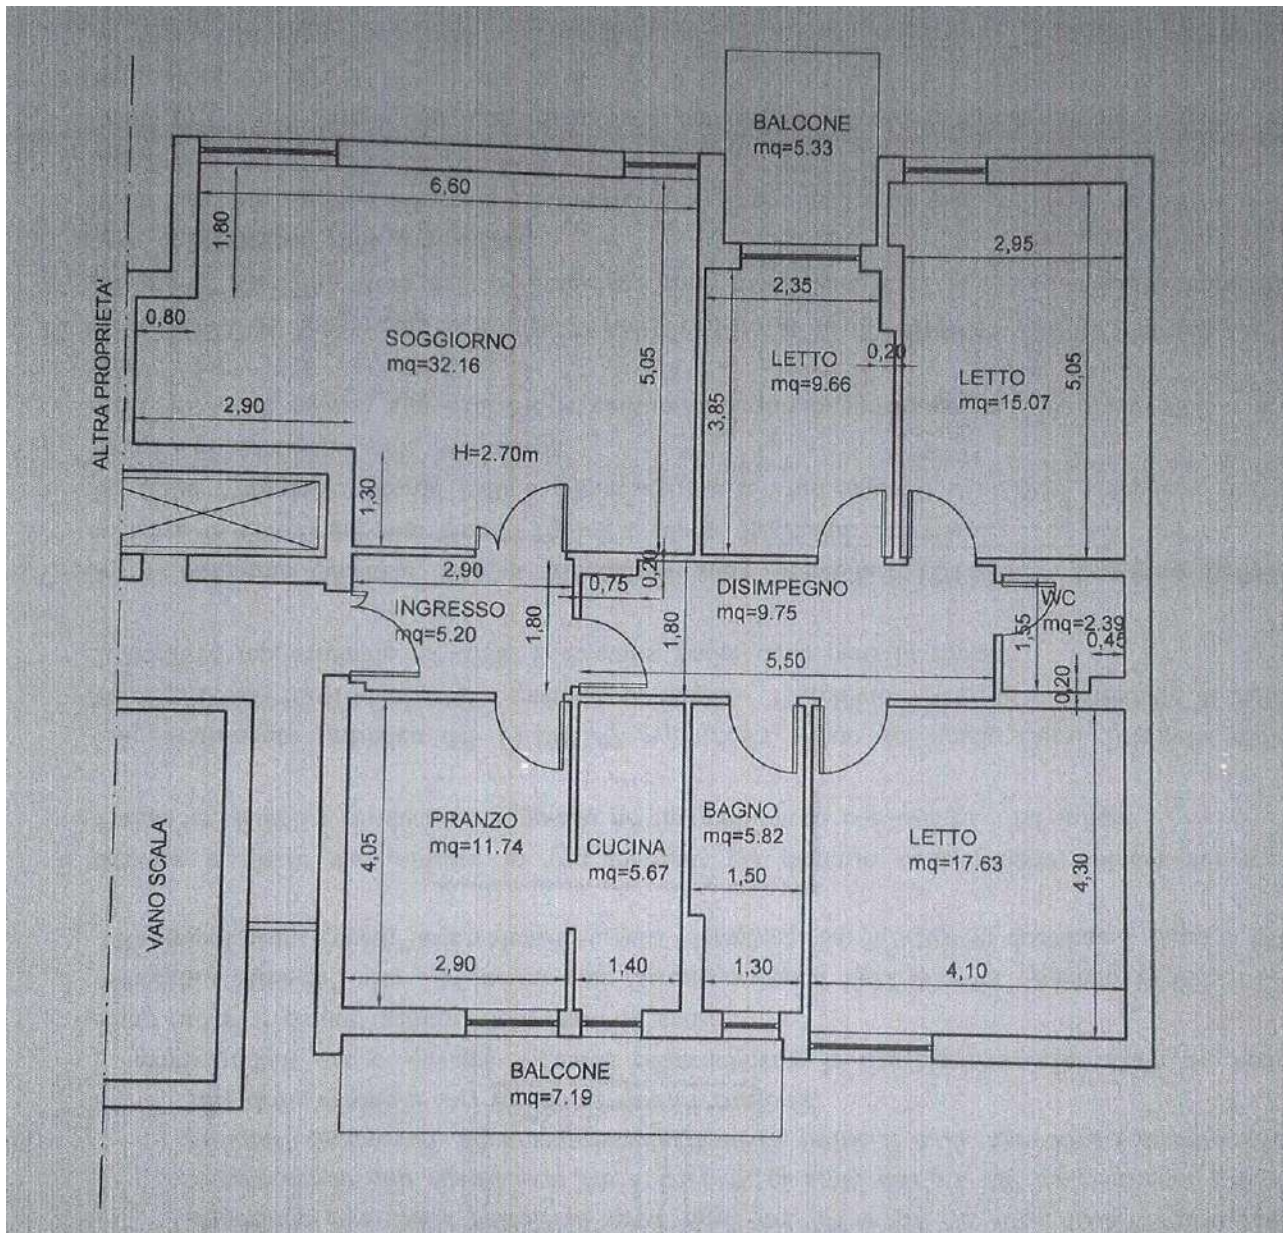 BALCONE
mq=5.33
6,60
1,80
2,95
ALTRA PROPRIETA'
0,80
2,35
SOGGIORNO
mq=32.16
5,05
LETTO
mq=9.66
0,20
LETTO
mq=15.07
5,05
2,90
3,85
H=2.70m
1,30
2,90
0,75
0,20
DISIMPEGNO
mq=9.75
INGRESSO
mq=5.20
1,80
1,80
WC
mq=2.39
1,55
0,45
5,50
0,20
PRANZO
mq=11.74
4,05
CUCINA
mq=5.67
BAGNO
mq=5.82
1,50
LETTO
mq=17.63
4,30
VANO SCALA
2,90
1,40
1,30
4,10
BALCONE
mq=7.19